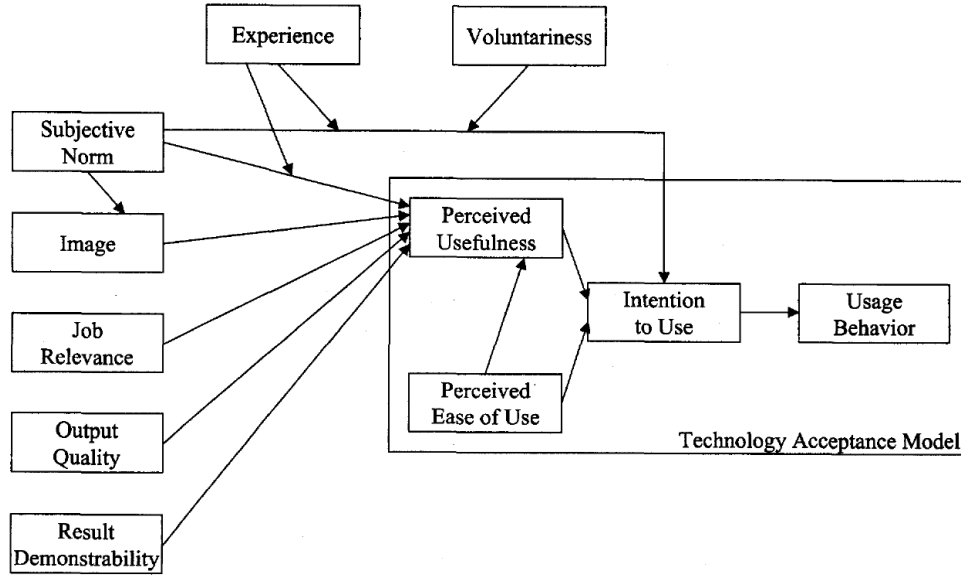 Experience
Voluntariness
Subjective
Norm
Image
Job
Relevance
Output
Quality
Result
Demonstrability
Perceived
Usefulness
Perceived
Ease of Use
Intention
to Use
Usage
Behavior
Technology Acceptance Model